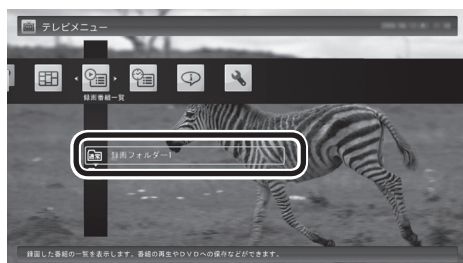 テレビメニュー
録画番組一覧
通常 録画フォルダー1
録画した番組の一覧を表示します。番組の再生やDVDへの保存などができます。